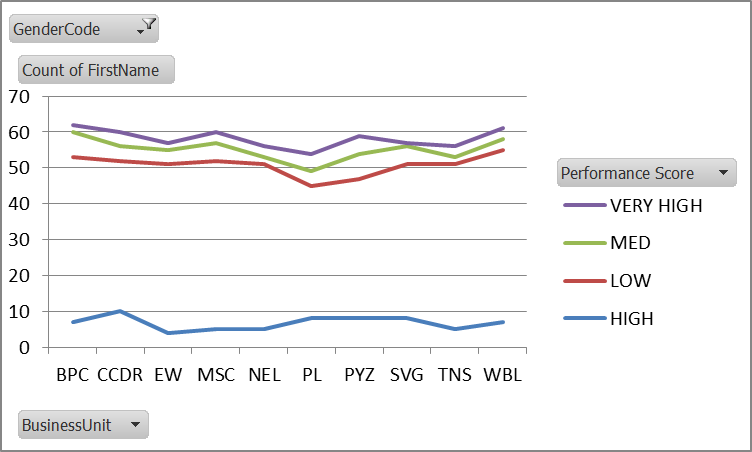 GenderCode
Count of FirstName
70
60
50
40
30
20
10
0
BPC CCDR EW MSC NEL PL PYZ SVG TNS WBL
Performance Score
VERY HIGH
MED
LOW
HIGH
BusinessUnit